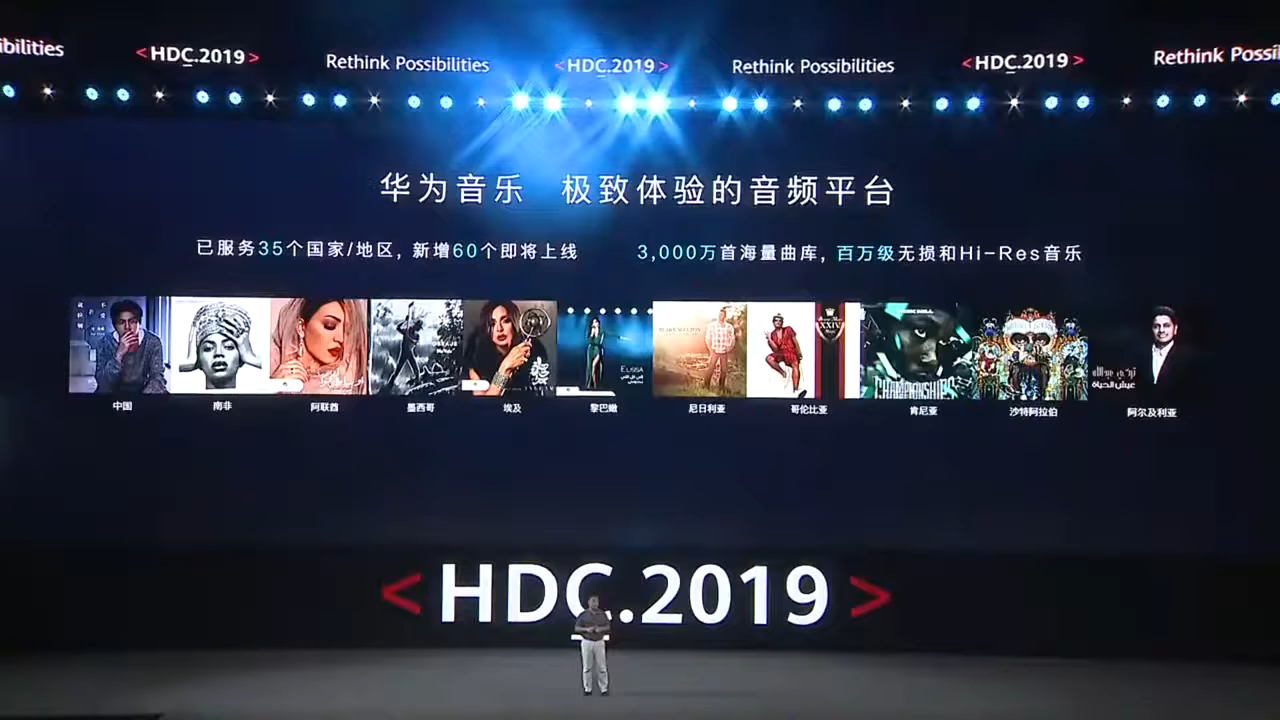 ibilities
<HDC.2019>
Rethink Possibilities
<HDC.2019>
Rethink Possibilities
<HDC.2019>
Rethink Possi
华为音乐 极致体验的音频平台
已服务35个国家/地区, 新增60个即将上线
3,000万首海量曲库, 百万级无损和Hi-Res音乐
ELISSA
CHAMPIONSHIPS
عيش الحياة
中国
南非
阿联酋
墨西哥
埃及
黎巴嫩
尼日利亚
哥伦比亚
肯尼亚
沙特阿拉伯
阿尔及利亚
<HDC.2019>